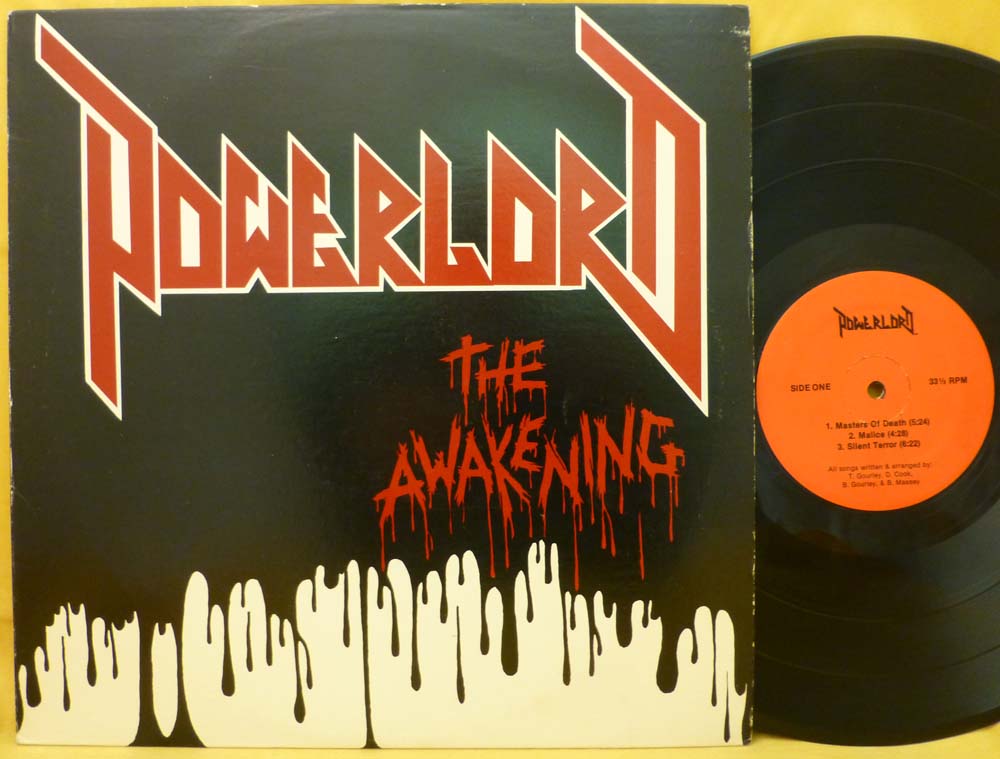 POWERLORD
THE
AWAKENING
POWERLORD
SIDE ONE
33⅓ RPM
1. Masters Of Death (5:24)
2. Malice (4:28)
3. Silent Terror (6:22)
All songs written & arranged by:
T. Gourley, D. Cook,
B. Gourley, & B. Massey